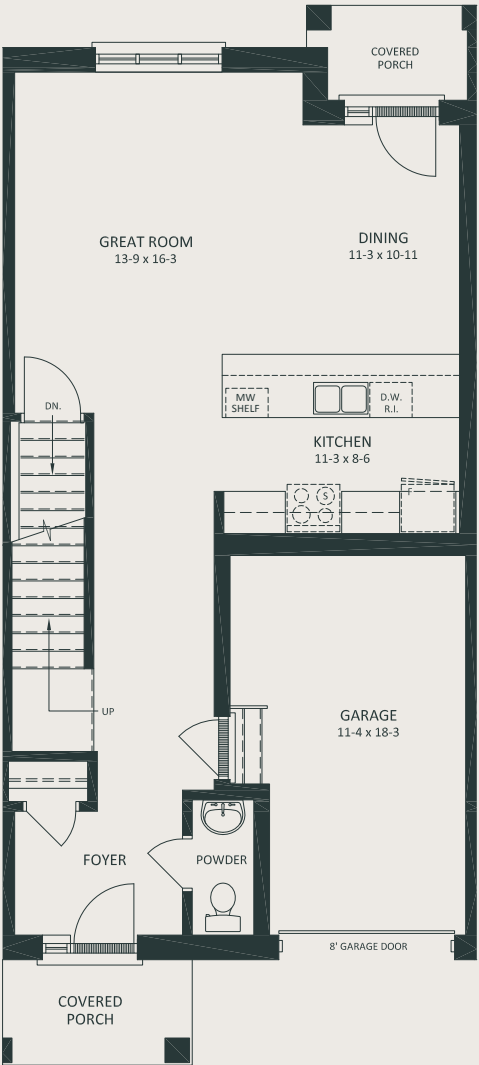 COVERED
PORCH
GREAT ROOM
13-9 x 16-3
DINING
11-3 x 10-11
DN.
MW
SHELF
D.W.
R.I.
KITCHEN
11-3 x 8-6
S
F
UP
GARAGE
11-4 x 18-3
FOYER
POWDER
8' GARAGE DOOR
COVERED
PORCH